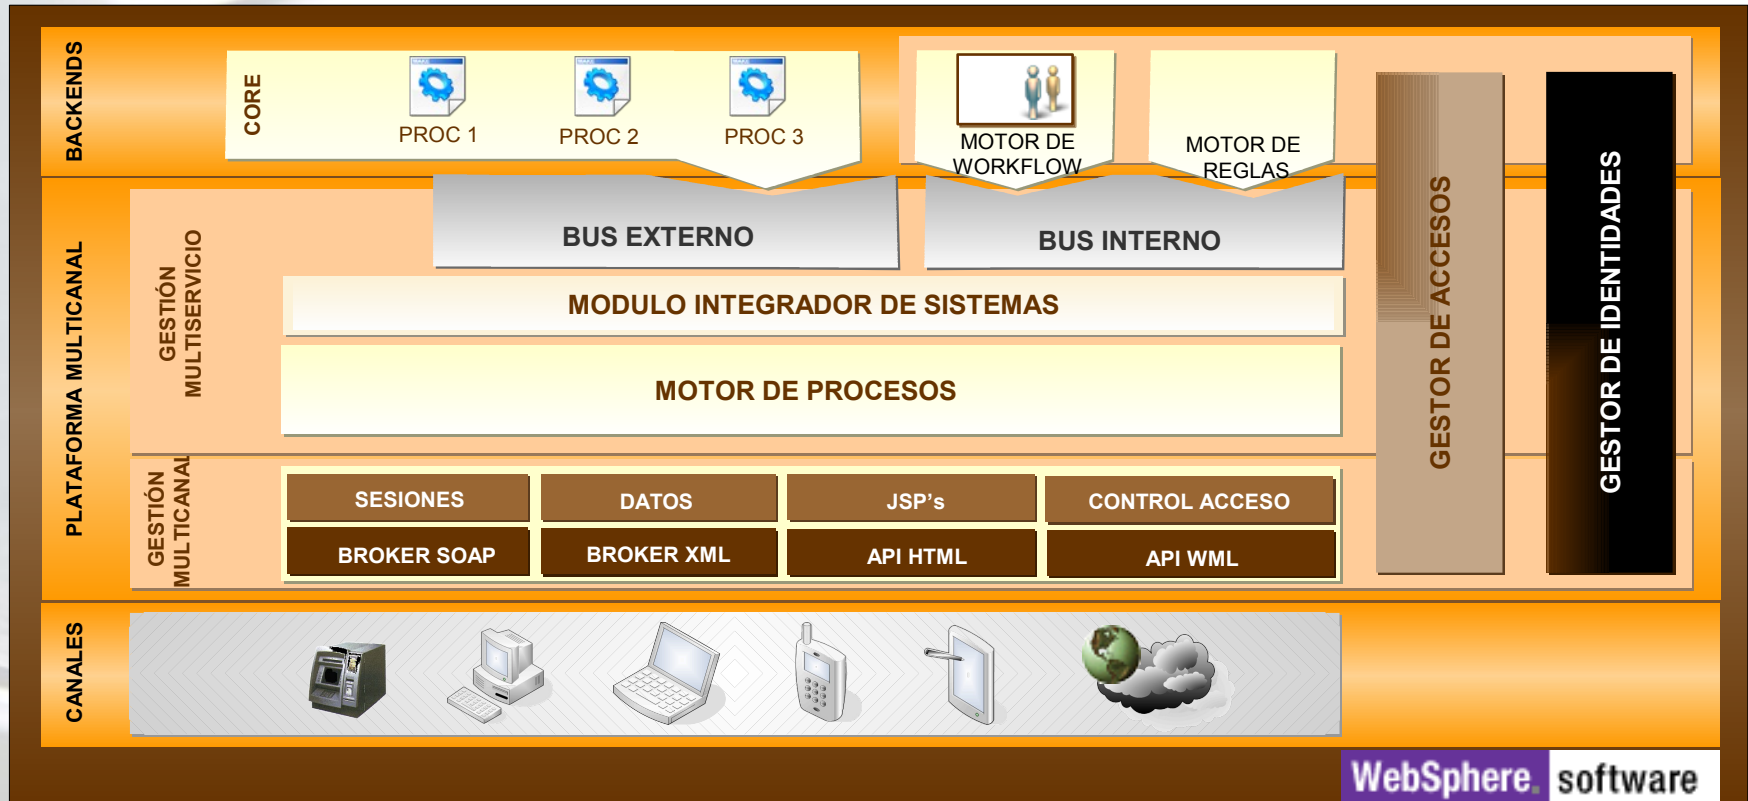 BACKENDS
CORE
PROC 1
PROC 2
PROC 3
MOTOR DE
WORKFLOW
MOTOR DE
REGLAS
PLATAFORMA MULTICANAL
GESTIÓN
MULTISERVICIO
BUS EXTERNO
BUS INTERNO
MODULO INTEGRADOR DE SISTEMAS
MOTOR DE PROCESOS
GESTOR DE ACCESOS
GESTOR DE IDENTIDADES
GESTIÓN
MULTICANAL
SESIONES
DATOS
JSP's
CONTROL ACCESO
BROKER SOAP
BROKER XML
API HTML
API WML
CANALES
WebSphere. software